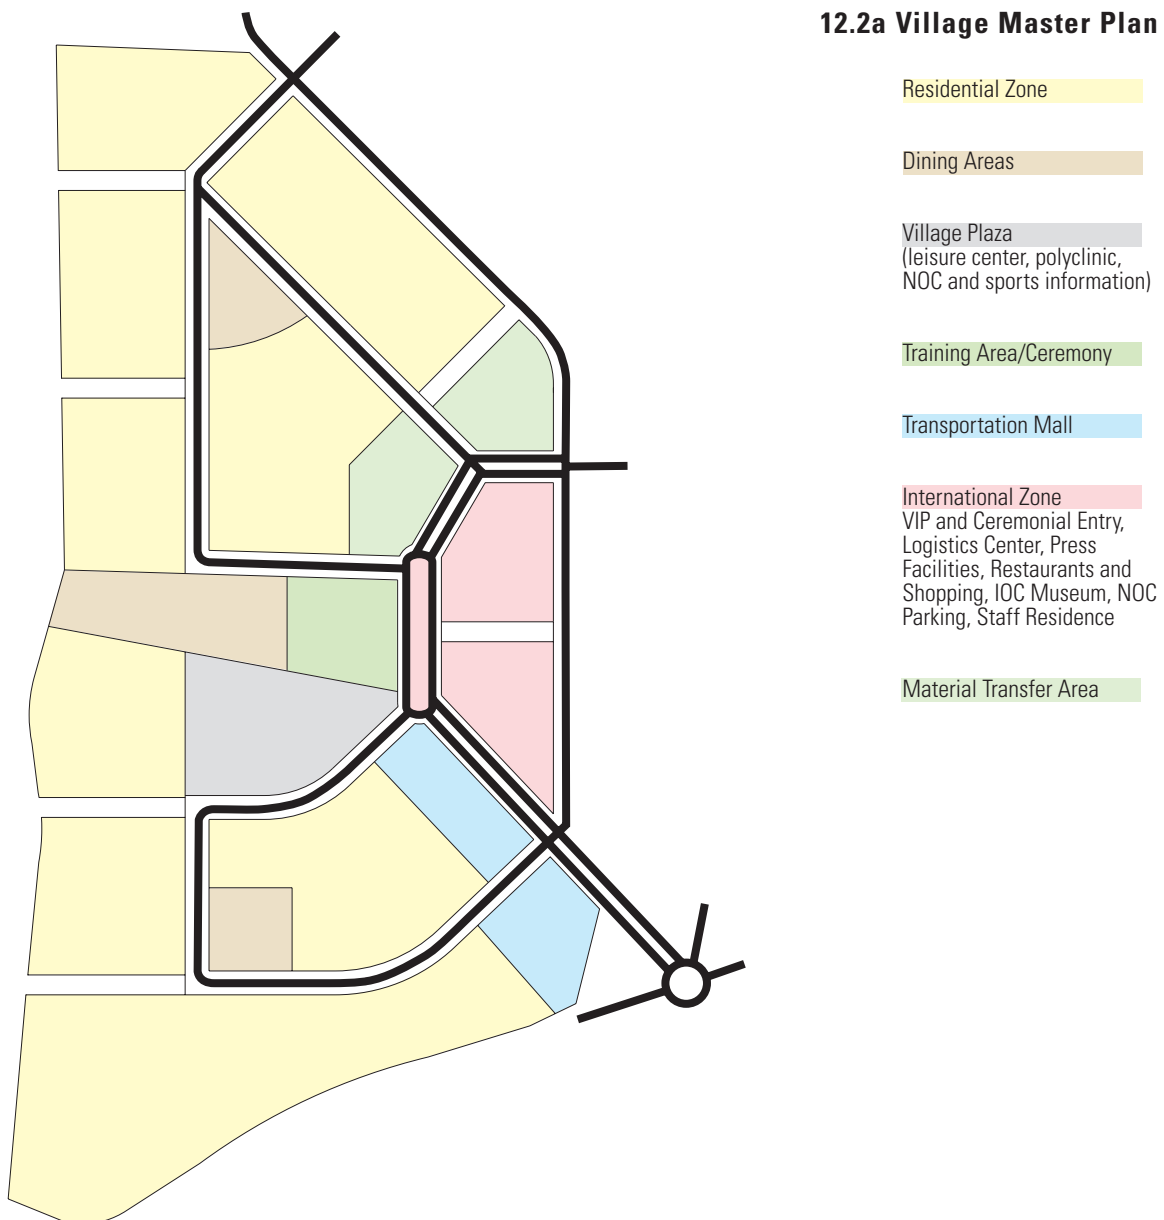 12.2a Village Master Plan
Residential Zone
Dining Areas
Village Plaza
(leisure center, polyclinic,
NOC and sports information)
Training Area/Ceremony
Transportation Mall
International Zone
VIP and Ceremonial Entry,
Logistics Center, Press
Facilities, Restaurants and
Shopping, IOC Museum, NOC
Parking, Staff Residence
Material Transfer Area